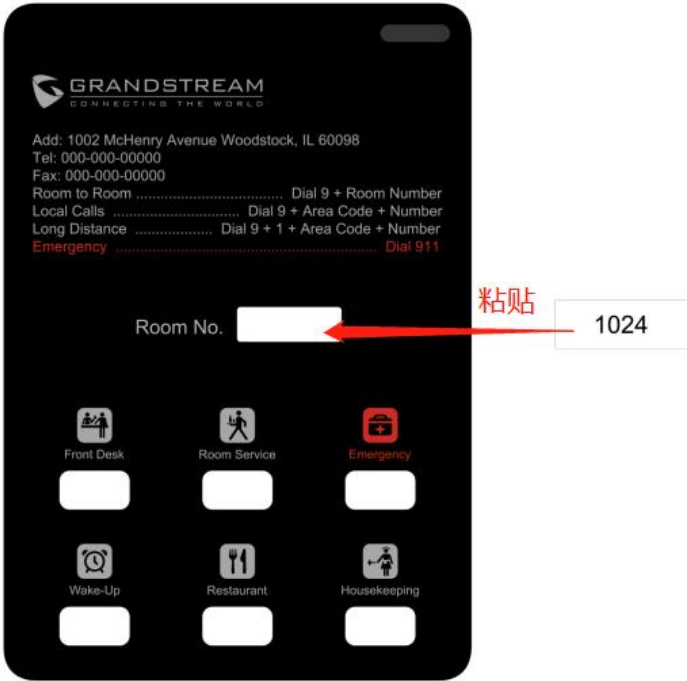 GRANDSTREAM
CONNECTING THE WORLD
Add: 1002 McHenry Avenue Woodstock, IL 60098
Tel: 000-000-00000
Fax: 000-000-00000
Room to Room ................................. Dial 9 + Room Number
Local Calls ............................ Dial 9 + Area Code + Number
Long Distance ................... Dial 9 + 1 + Area Code + Number
Emergency ........................................................... Dial 911
粘贴
Room No.
1024
Front Desk
Room Service
Emergency
Wake-Up
Restaurant
Housekeeping